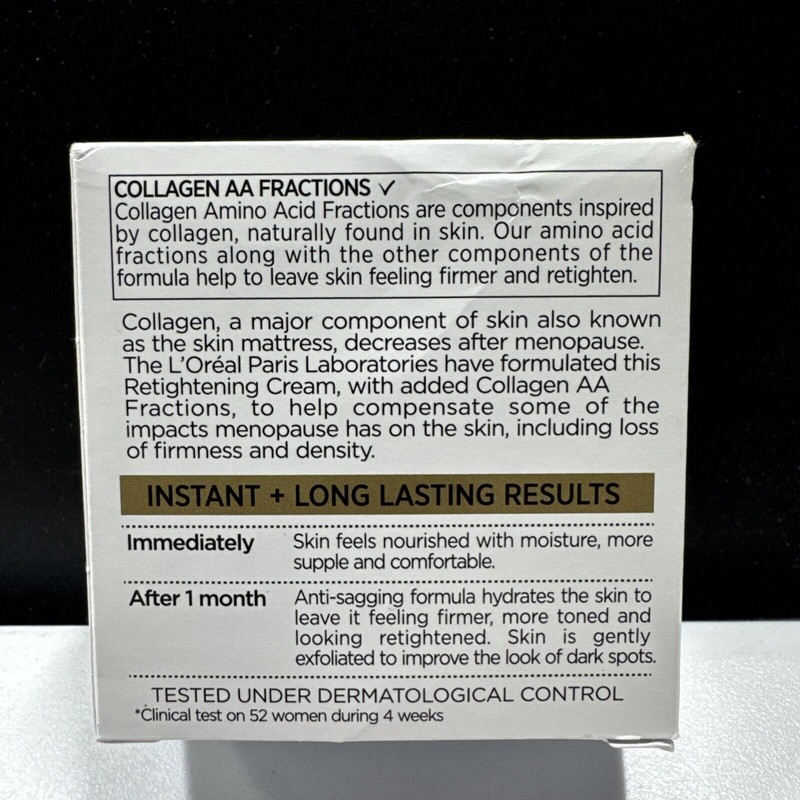 COLLAGEN AA FRACTIONS ✓
Collagen Amino Acid Fractions are components inspired
by collagen, naturally found in skin. Our amino acid
fractions along with the other components of the
formula help to leave skin feeling firmer and retighten.
Collagen, a major component of skin also known
as the skin mattress, decreases after menopause.
The L'Oréal Paris Laboratories have formulated this
Retightening Cream, with added Collagen AA
Fractions, to help compensate some of the
impacts menopause has on the skin, including loss
of firmness and density.
INSTANT + LONG LASTING RESULTS
Immediately Skin feels nourished with moisture, more
supple and comfortable.
After 1 month Anti-sagging formula hydrates the skin to
leave it feeling firmer, more toned and
looking retightened. Skin is gently
exfoliated to improve the look of dark spots.
TESTED UNDER DERMATOLOGICAL CONTROL
*Clinical test on 52 women during 4 weeks